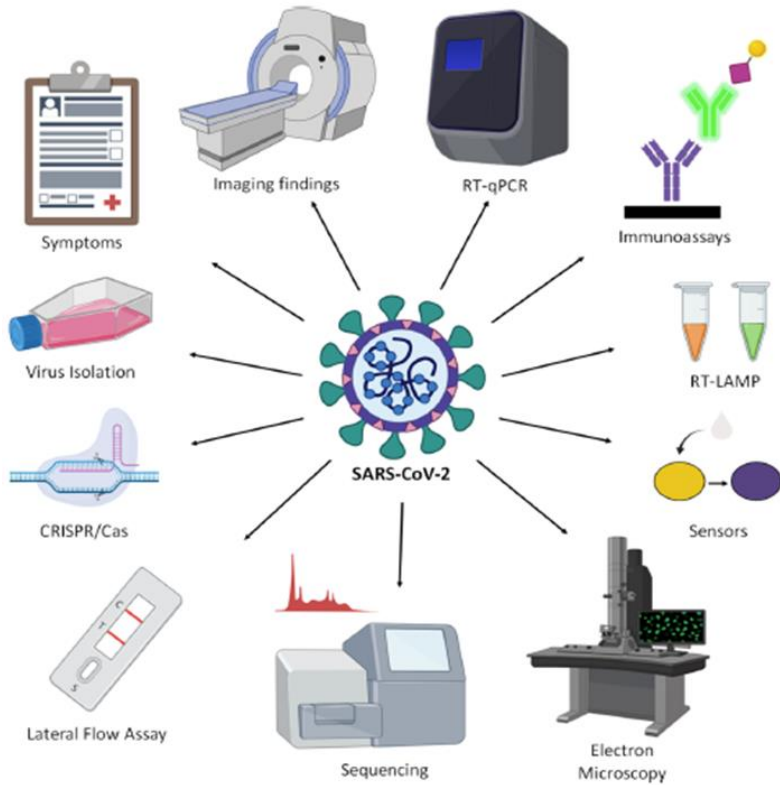 Imaging findings
RT-qPCR
Symptoms
Immunoassays
Virus Isolation
RT-LAMP
SARS-CoV-2
CRISPR/Cas
Sensors
C
T
S
Lateral Flow Assay
Sequencing
Electron
Microscopy